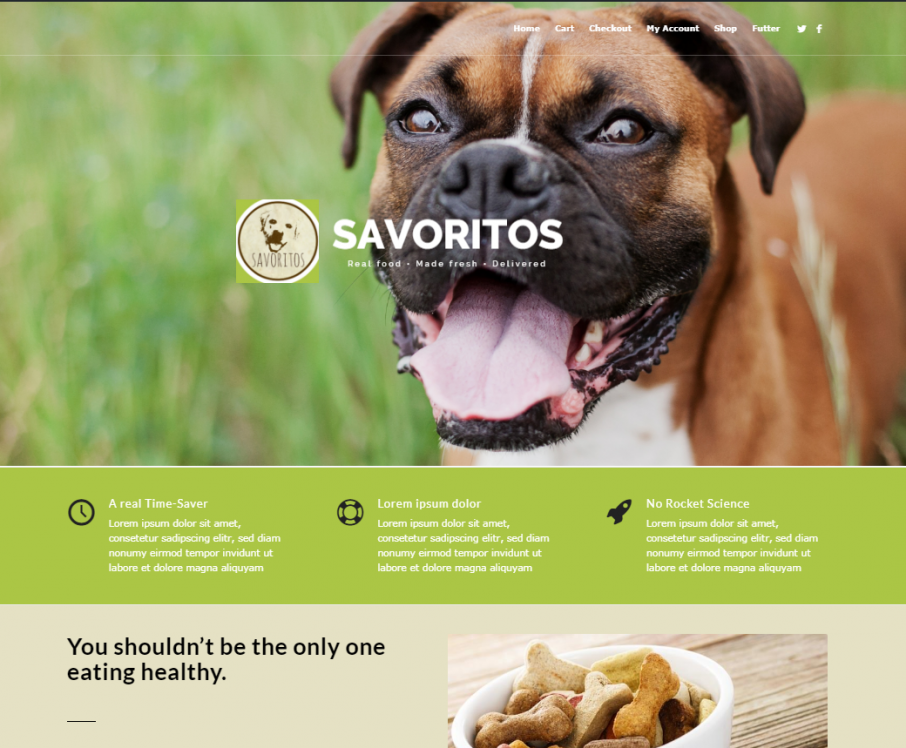 Home Cart Checkout My Account Shop Futter
SAVORITOS
SAVORITOS
Real food • Made fresh • Delivered
A real Time-Saver
Lorem ipsum dolor sit amet,
consetetur sadipscing elitr, sed diam
nonumy eirmod tempor invidunt ut
labore et dolore magna aliquyam
Lorem ipsum dolor
Lorem ipsum dolor sit amet,
consetetur sadipscing elitr, sed diam
nonumy eirmod tempor invidunt ut
labore et dolore magna aliquyam
No Rocket Science
Lorem ipsum dolor sit amet,
consetetur sadipscing elitr, sed diam
nonumy eirmod tempor invidunt ut
labore et dolore magna aliquyam
You shouldn’t be the only one
eating healthy.